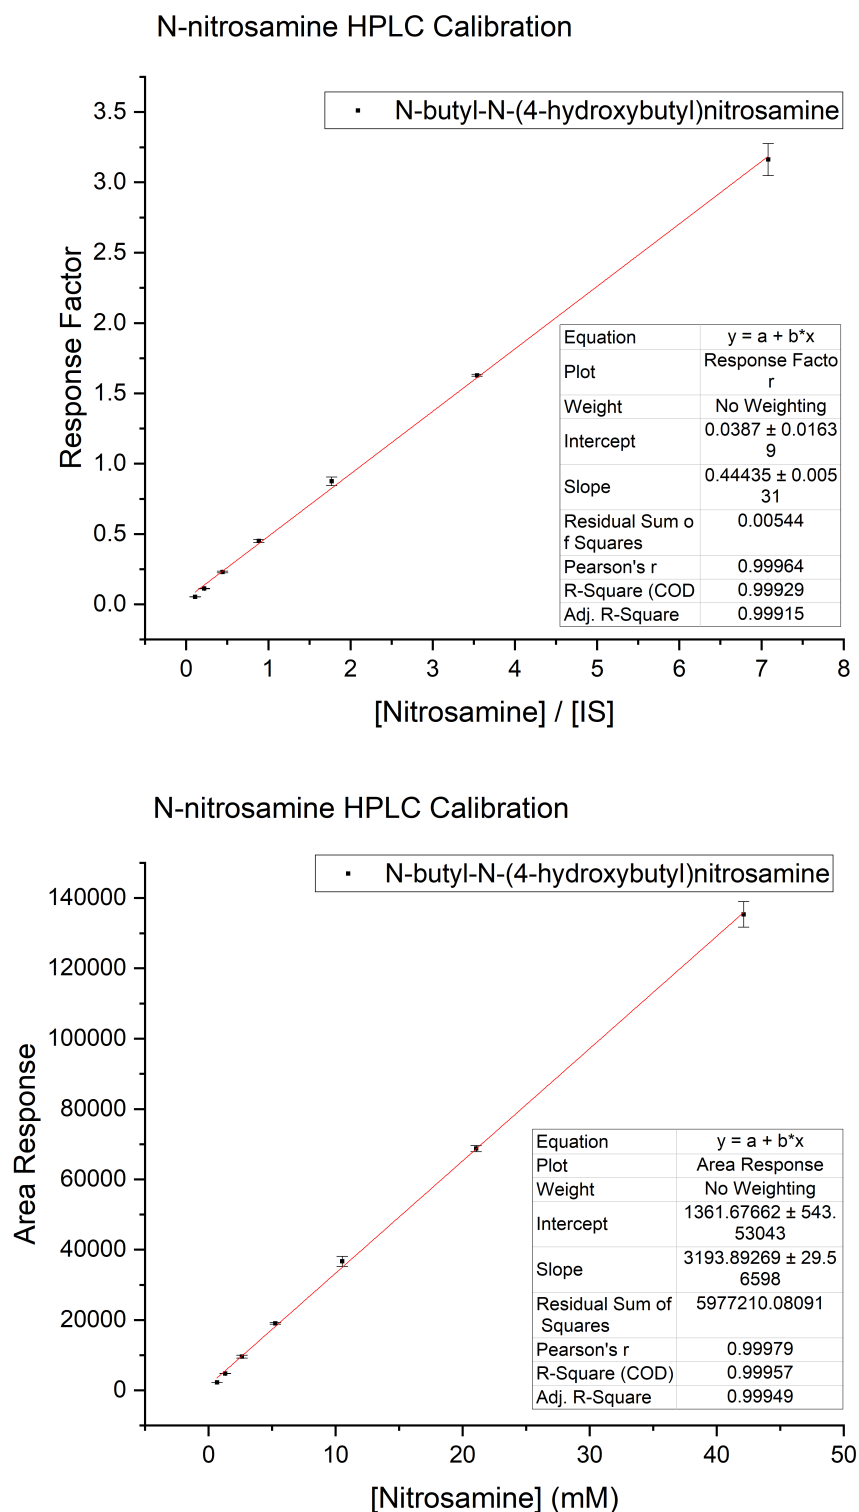 N-nitrosamine HPLC Calibration
N-butyl-N-(4-hydroxybutyl)nitrosamine
3.5
3.0
2.5
2.0
1.5
1.0
0.5
0.0
Response Factor
Equation y = a + b*x
Plot Response Facto
r
Weight No Weighting
Intercept 0.0387 ± 0.0163
9
Slope 0.44435 ± 0.005
31
Residual Sum o
f Squares 0.00544
Pearson's r 0.99964
R-Square (COD 0.99929
Adj. R-Square 0.99915
0 1 2 3 4 5 6 7 8
[Nitrosamine] / [IS]
N-nitrosamine HPLC Calibration
N-butyl-N-(4-hydroxybutyl)nitrosamine
140000
120000
100000
80000
60000
40000
20000
0
Area Response
Equation y = a + b*x
Plot Area Response
Weight No Weighting
Intercept 1361.67662 ± 543.
53043
Slope 3193.89269 ± 29.5
6598
Residual Sum of
Squares 5977210.08091
Pearson's r 0.99979
R-Square (COD) 0.99957
Adj. R-Square 0.99949
0 10 20 30 40 50
[Nitrosamine] (mM)